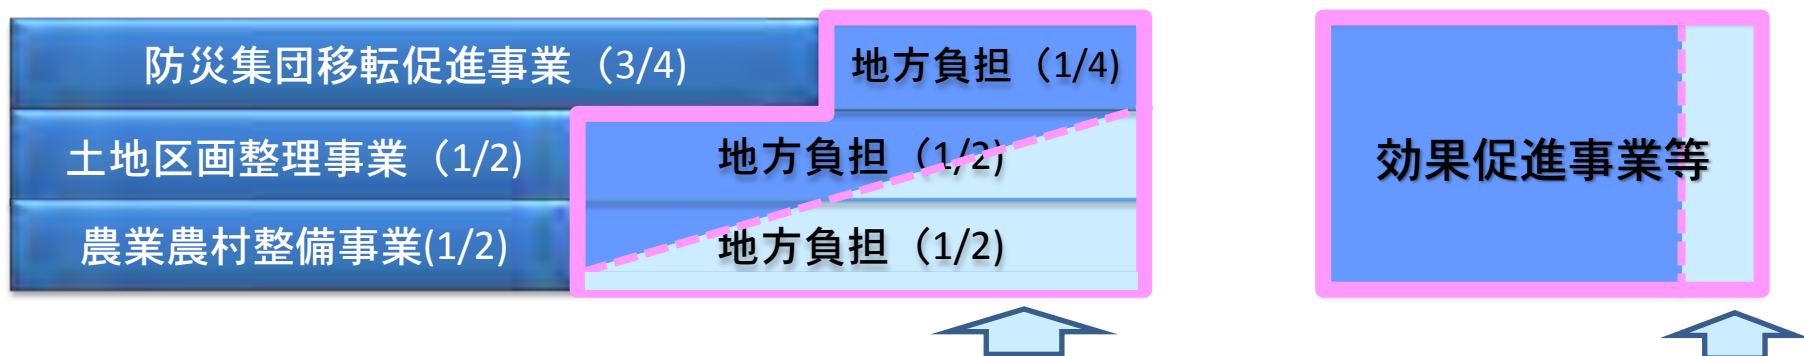 防災集団移転促進事業（3/4)
地方負担（1/4)
土地区画整理事業（1/2)
地方負担（1/2)
農業農村整備事業(1/2)
地方負担（1/2)
効果促進事業等